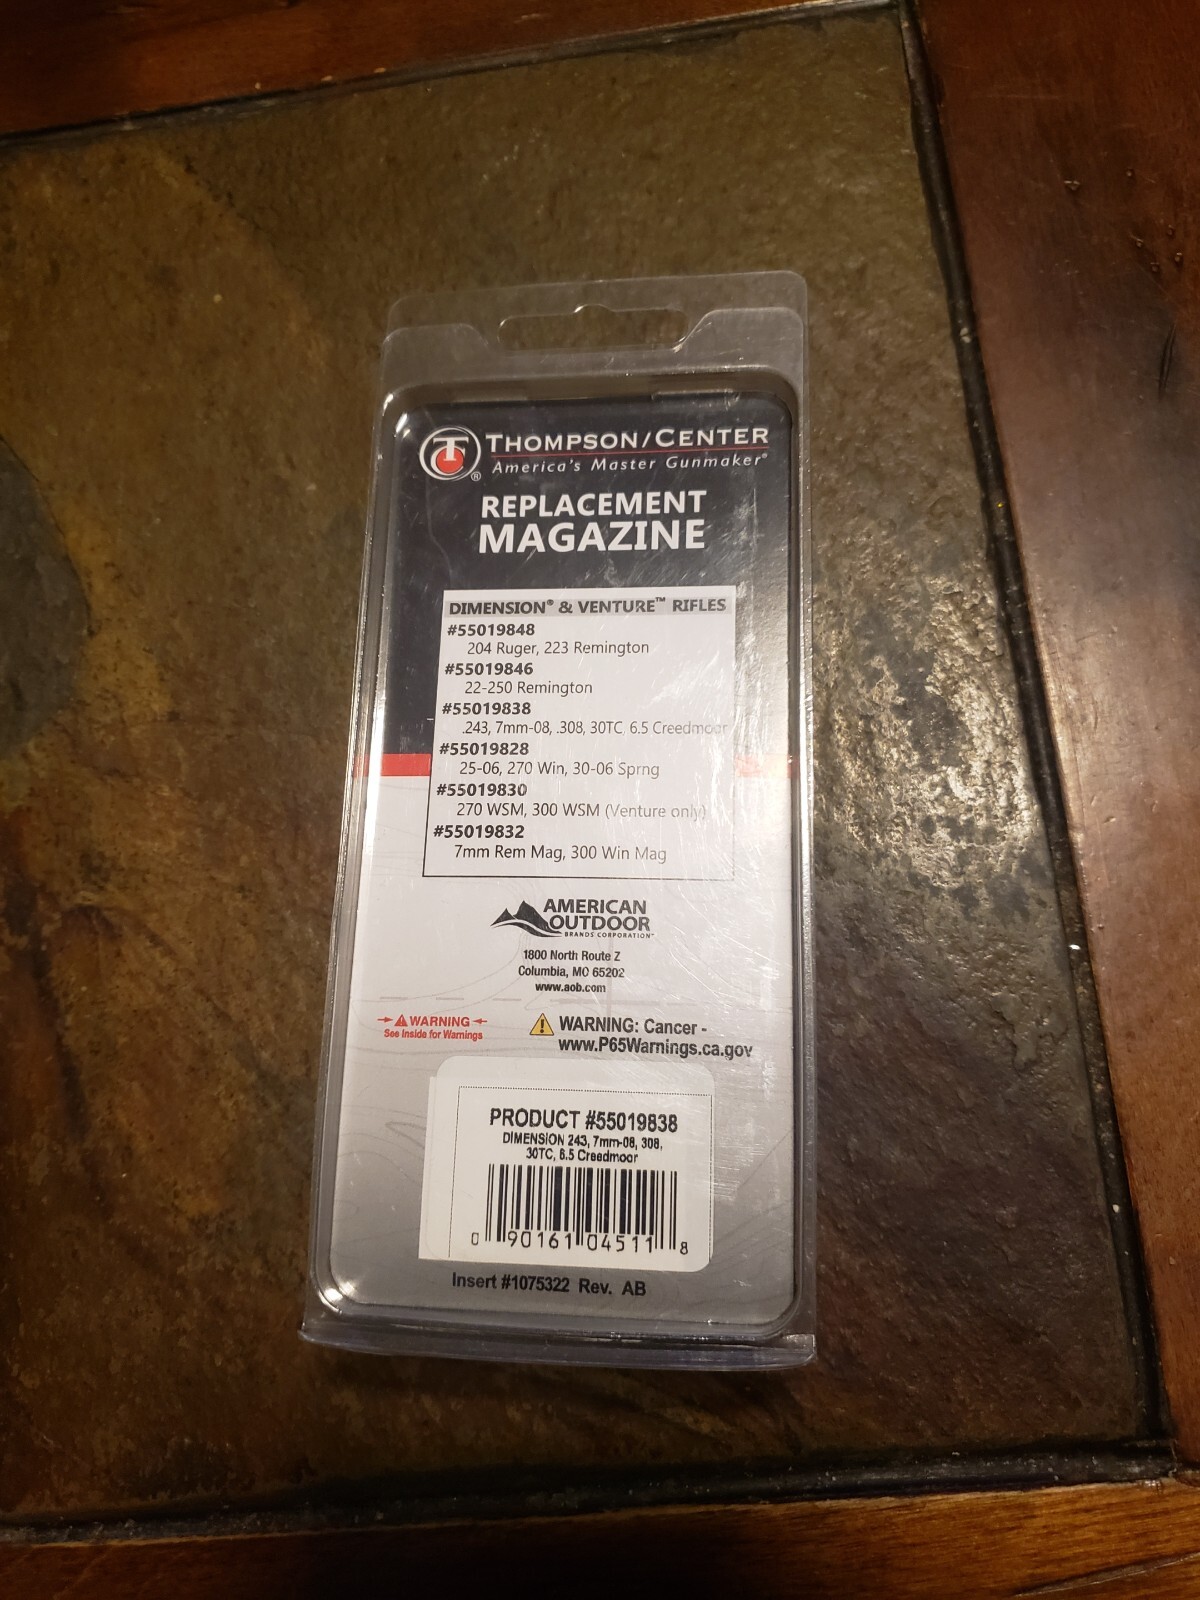 THOMPSON/CENTER
America's Master Gunmaker®
REPLACEMENT
MAGAZINE
DIMENSION® & VENTURE™ RIFLES
#55019848
204 Ruger, 223 Remington
#55019846
22-250 Remington
#55019838
.243, 7mm-08, .308, 30TC, 6.5 Creedmoor
#55019828
25-06, 270 Win, 30-06 Sprng
#55019830
270 WSM, 300 WSM (Venture only)
#55019832
7mm Rem Mag, 300 Win Mag
AMERICAN
OUTDOOR
BRANDS CORPORATION™
1800 North Route Z
Columbia, MO 65202
www.aob.com
WARNING
See Inside for Warnings
WARNING: Cancer -
www.P65Warnings.ca.gov
PRODUCT #55019838
DIMENSION 243, 7mm-08, 308,
30TC, 6.5 Creedmoor
0 90161 04511 8
Insert #1075322 Rev. AB